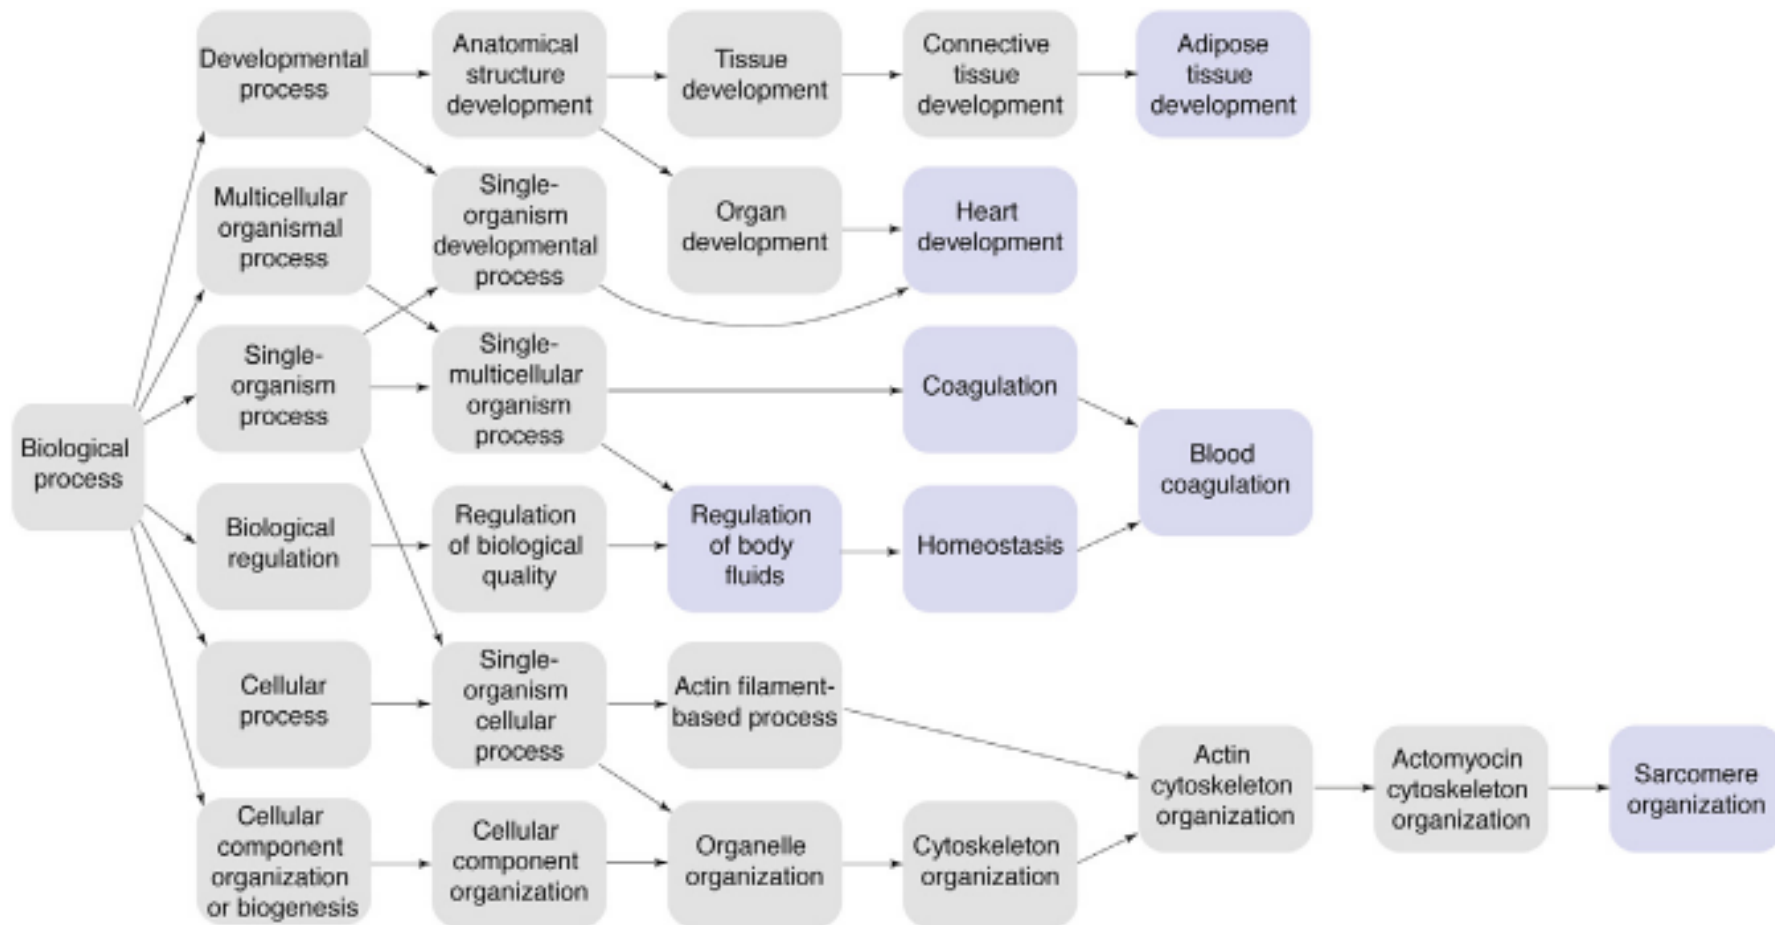 Developmental
process
Anatomical
structure
development
Tissue
development
Connective
tissue
development
Adipose
tissue
development
Multicellular
organismal
process
Single-
organism
developmental
process
Organ
development
Heart
development
Single-
organism
process
Single-
multicellular
organism
process
Coagulation
Biological
process
Blood
coagulation
Biological
regulation
Regulation
of biological
quality
Regulation
of body
fluids
Homeostasis
Cellular
process
Single-
organism
cellular
process
Actin filament-
based process
Actin
cytoskeleton
organization
Actomyocin
cytoskeleton
organization
Sarcomere
organization
Cellular
component
organization
or biogenesis
Cellular
component
organization
Organelle
organization
Cytoskeleton
organization